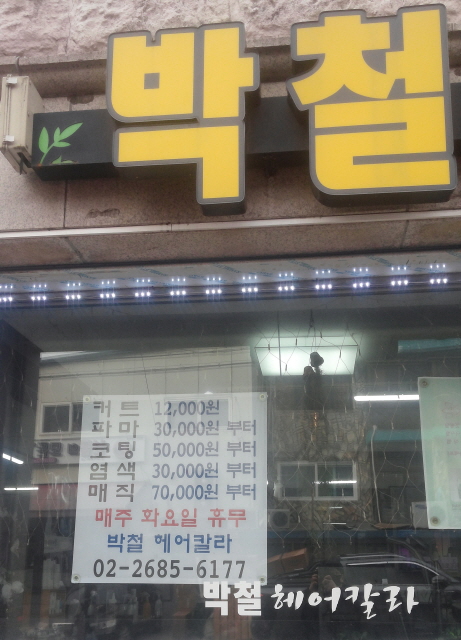 박철
커트 12,000원
파마 30,000원 부터
코팅 50,000원 부터
염색 30,000원 부터
매직 70,000원 부터
매주 화요일 휴무
박철 헤어칼라
02-2685-6177
박철 헤어칼라